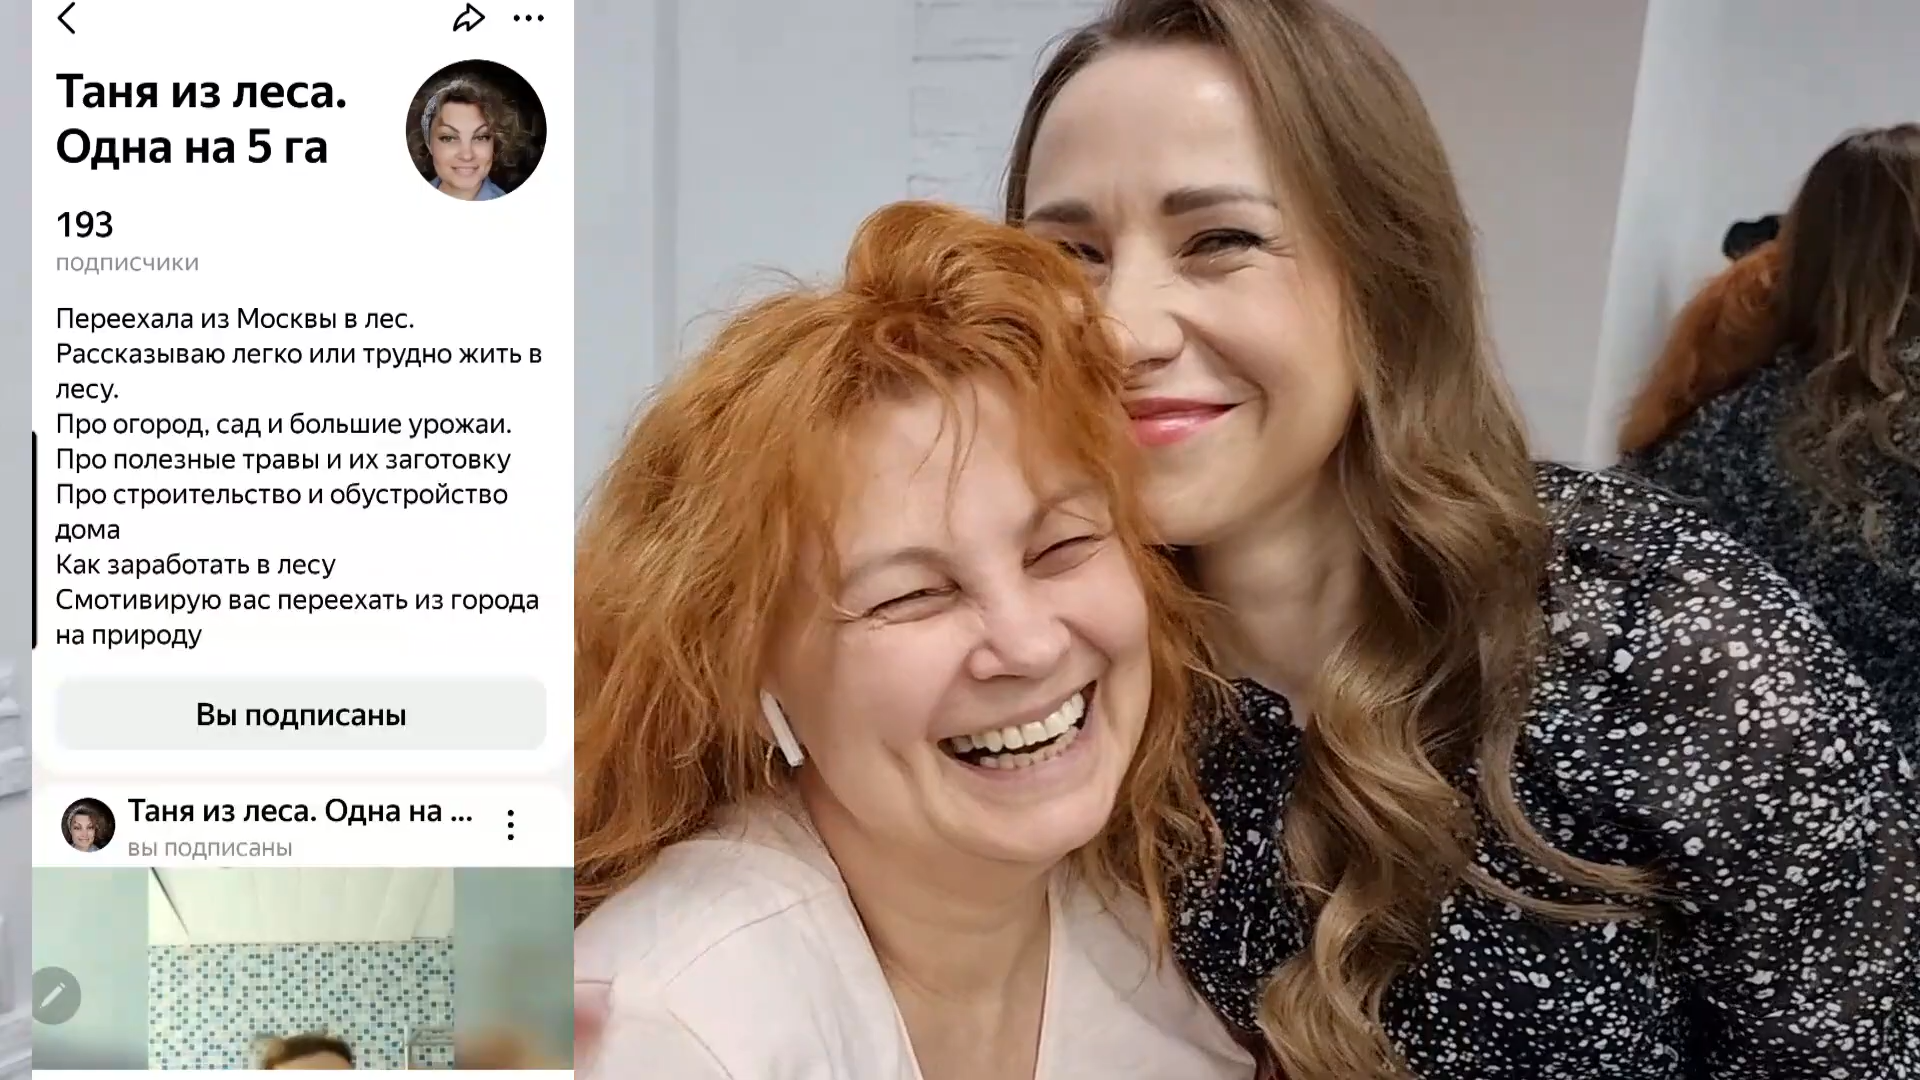 Таня из леса.
Одна на 5 га
193
подписчики
Переехала из Москвы в лес.
Рассказываю легко или трудно жить в
лесу.
Про огород, сад и большие урожаи.
Про полезные травы и их заготовку
Про строительство и обустройство
дома
Как заработать в лесу
Смотивирую вас переехать из города
на природу
Вы подписаны
Таня из леса. Одна на ...
вы подписаны